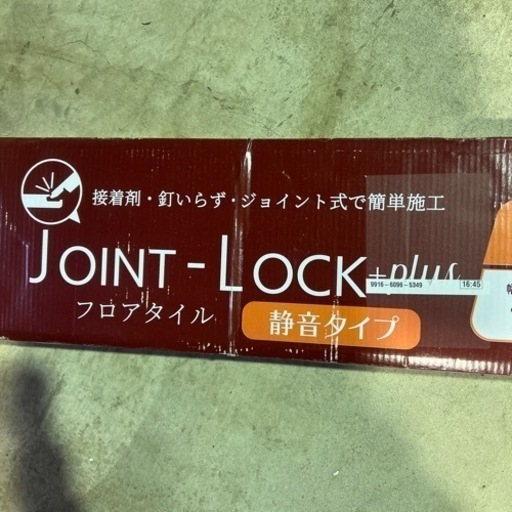 接着剤・釘いらず・ジョイント式で簡単施工
JOINT-LOCK +plus
9916-6096-5349 16:45
フロアタイル
静音タイプ
幅